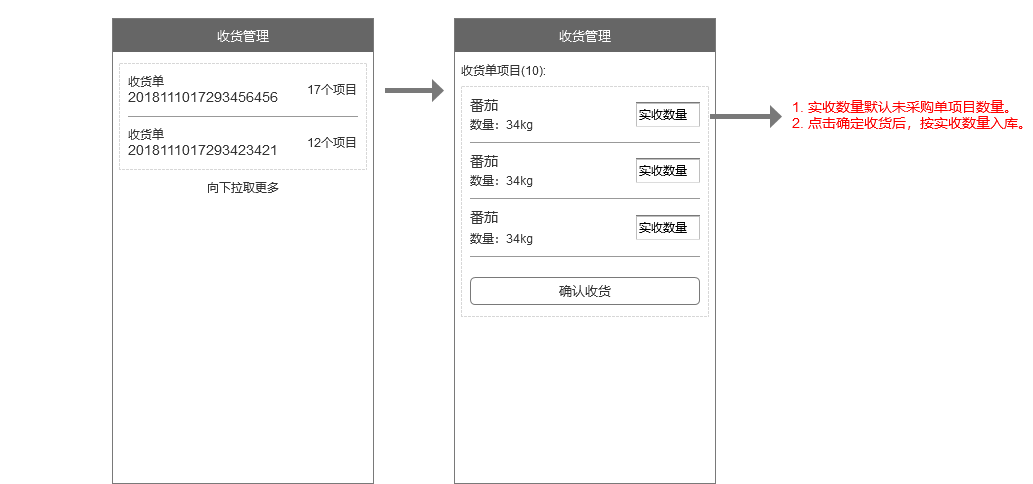 收货管理
收货单
2018111017293456456
17个项目
收货单
2018111017293423421
12个项目
向下拉取更多
收货管理
收货单项目(10):
番茄
数量：34kg
实收数量
番茄
数量：34kg
实收数量
番茄
数量：34kg
实收数量
确认收货
1. 实收数量默认未采购单项目数量。
2. 点击确定收货后，按实收数量入库。